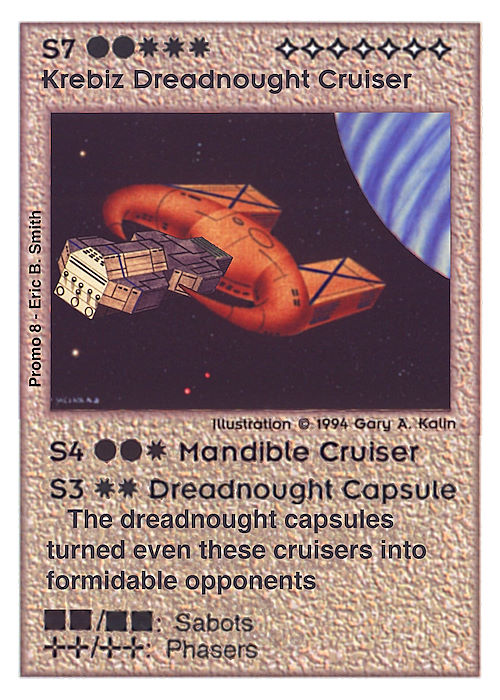 S7
Krebiz Dreadnought Cruiser
Promo 8 - Eric B. Smith
Illustration © 1994 Gary A. Kalin
S4 Mandible Cruiser
S3 Dreadnought Capsule
The dreadnought capsules
turned even these cruisers into
formidable opponents
: Sabots
: Phasers